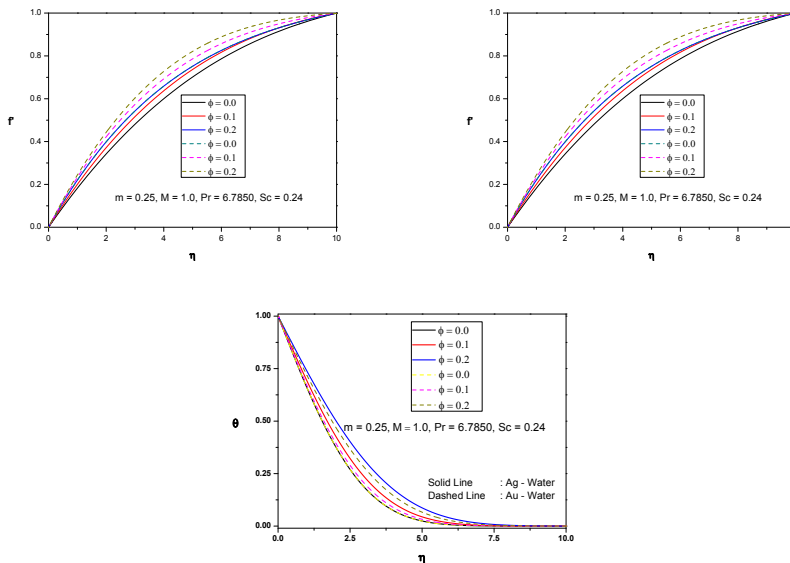 1.0
0.8
f'
0.6
0.4
0.2
0.0
ϕ = 0.0
ϕ = 0.1
ϕ = 0.2
ϕ = 0.0
ϕ = 0.1
ϕ = 0.2
m = 0.25, M = 1.0, Pr = 6.7850, Sc = 0.24
0 2 4 6 8 10
η
1.0
0.8
f'
0.6
0.4
0.2
0.0
ϕ = 0.0
ϕ = 0.1
ϕ = 0.2
ϕ = 0.0
ϕ = 0.1
ϕ = 0.2
m = 0.25, M = 1.0, Pr = 6.7850, Sc = 0.24
0 2 4 6 8
η
1.00
0.75
θ
0.50
0.25
0.00
ϕ = 0.0
ϕ = 0.1
ϕ = 0.2
ϕ = 0.0
ϕ = 0.1
ϕ = 0.2
m = 0.25, M = 1.0, Pr = 6.7850, Sc = 0.24
Solid Line : Ag - Water
Dashed Line : Au - Water
0.0 2.5 5.0 7.5 10.0
η